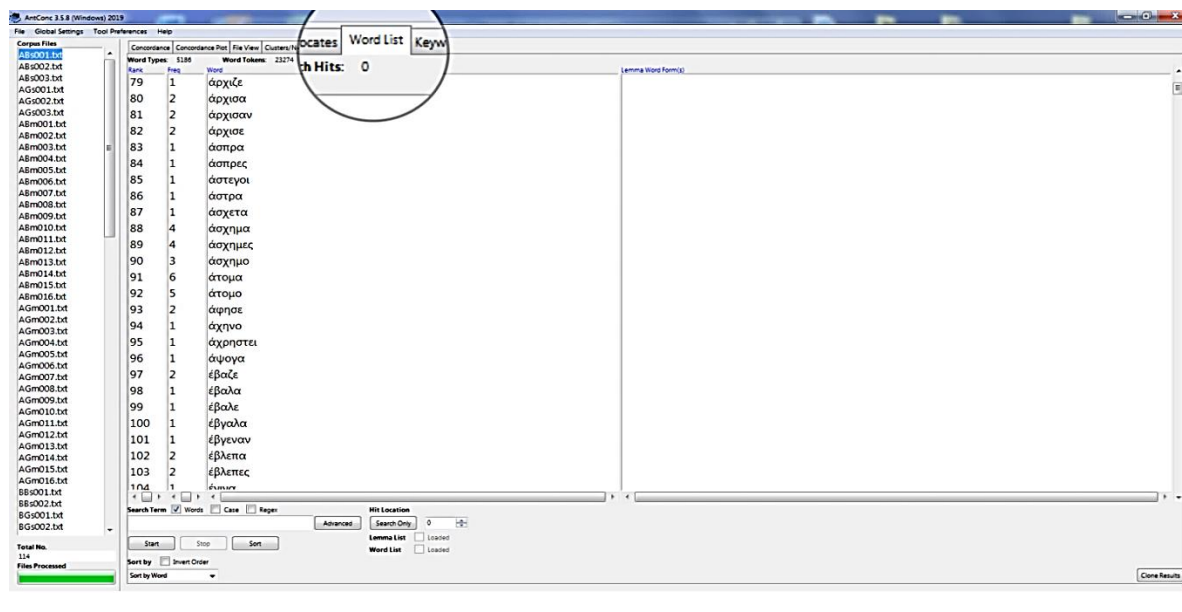 AntConc 3.5.8 (Windows) 2019
File Global Settings Tool Preferences Help
Corpus Files
ABs001.txt
ABs002.txt
ABs003.txt
AGs001.txt
AGs002.txt
AGs003.txt
ABm001.txt
ABm002.txt
ABm003.txt
ABm004.txt
ABm005.txt
ABm006.txt
ABm007.txt
ABm008.txt
ABm009.txt
ABm010.txt
ABm011.txt
ABm012.txt
ABm013.txt
ABm014.txt
ABm015.txt
ABm016.txt
AGm001.txt
AGm002.txt
AGm003.txt
AGm004.txt
AGm005.txt
AGm006.txt
AGm007.txt
AGm008.txt
AGm009.txt
AGm010.txt
AGm011.txt
AGm012.txt
AGm013.txt
AGm014.txt
AGm015.txt
AGm016.txt
BBs001.txt
BBs002.txt
BGs001.txt
BGs002.txt
Total No.
114
Files Processed
Concordance Concordance Plot File View Clusters/N
ocates Word List Keyw
Word Types: 5186 Word Tokens: 23274 h Hits: 0
Rank Freq Word Lemma Word Form(s)
79 1 άρχιζε
80 2 άρχισα
81 2 άρχισαν
82 2 άρχισε
83 1 άσπρα
84 1 άσπρες
85 1 άστεγοι
86 1 άστρα
87 1 άσχετα
88 4 άσχημα
89 4 άσχημες
90 3 άσχημο
91 6 άτομα
92 5 άτομο
93 2 άφησε
94 1 άχηνο
95 1 άχρηστει
96 1 άψογα
97 2 έβαζε
98 1 έβαλα
99 1 έβαλε
100 1 έβγαλα
101 1 έβγεναν
102 2 έβλεπα
103 2 έβλεπες
104 1
Search Term Words Case Regex Hit Location
Advanced Search Only 0
Start Stop Sort Lemma List Loaded
Word List Loaded
Sort by Invert Order
Sort by Word Clone Results